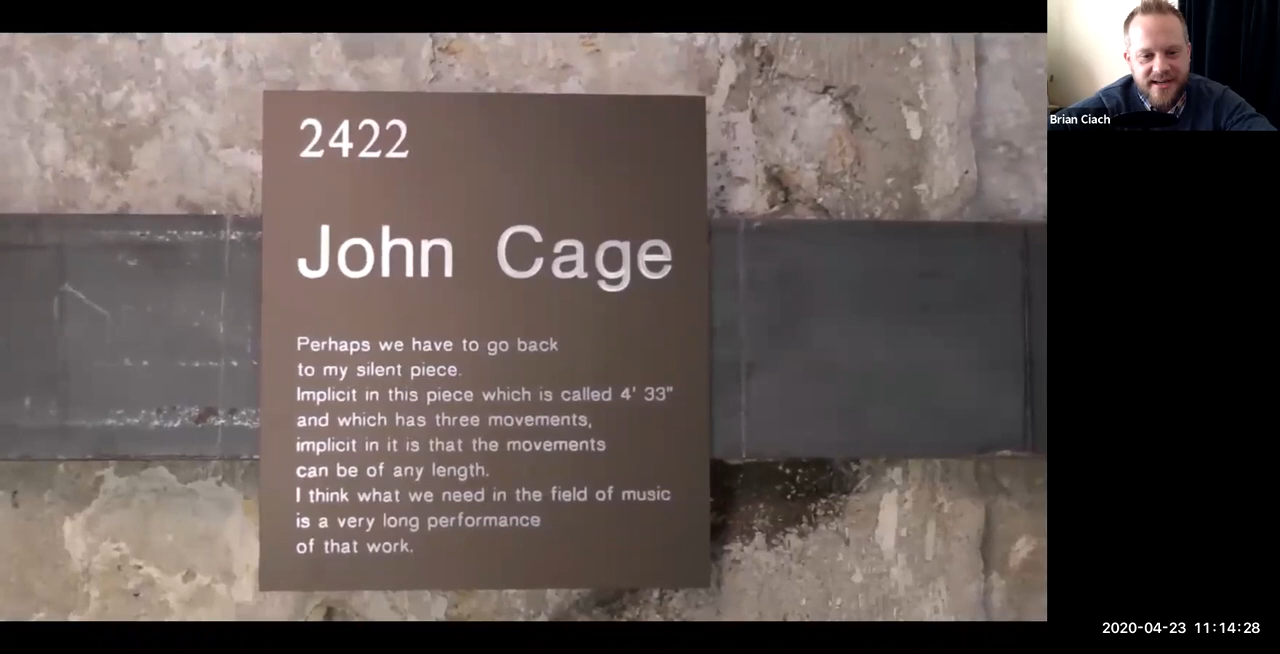 2422
John Cage
Perhaps we have to go back
to my silent piece.
Implicit in this piece which is called 4' 33"
and which has three movements,
implicit in it is that the movements
can be of any length.
I think what we need in the field of music
is a very long performance
of that work.
Brian Ciach
2020-04-23 11:14:28